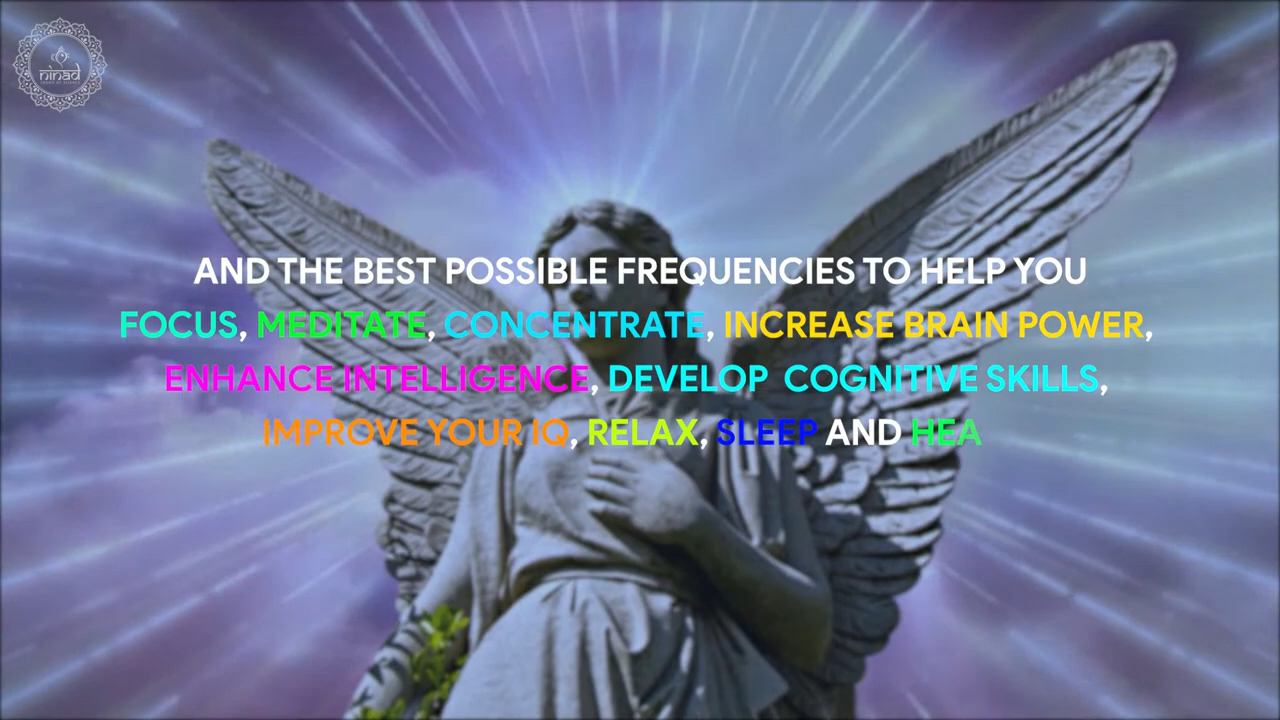 ninad
AND THE BEST POSSIBLE FREQUENCIES TO HELP YOU
FOCUS, MEDITATE, CONCENTRATE, INCREASE BRAIN POWER,
ENHANCE INTELLIGENCE, DEVELOP COGNITIVE SKILLS,
IMPROVE YOUR IQ, RELAX, SLEEP AND HEA